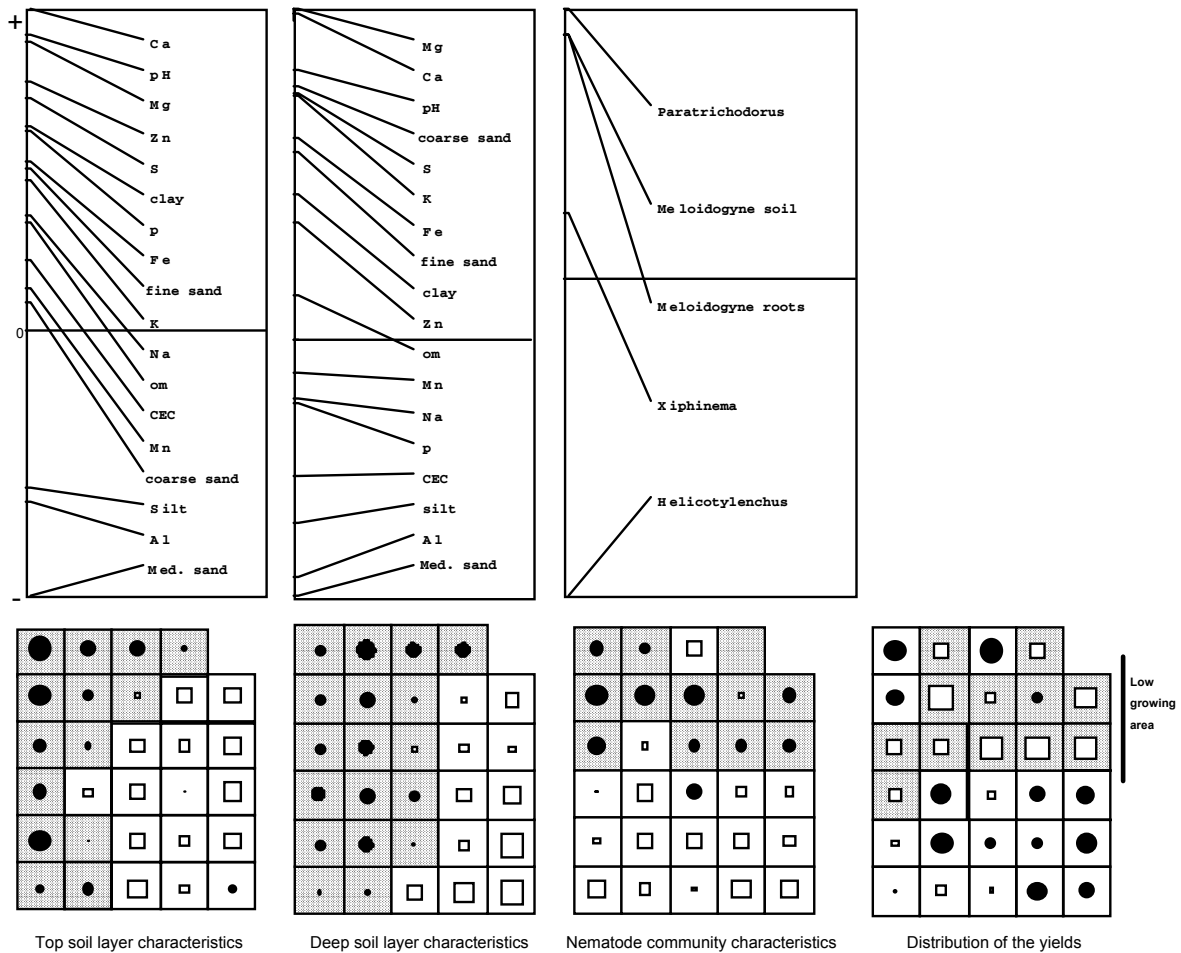 +
Ca
pH
Mg
Zn
S
clay
p
Fe
fine sand
K
0
Na
om
CEC
Mn
coarse sand
Silt
Al
Med. sand
-
Mg
Ca
pH
coarse sand
S
K
Fe
fine sand
clay
Zn
om
Mn
Na
p
CEC
silt
Al
Med. sand
Paratrichodorus
Meloidogyne soil
Meloidogyne roots
Xiphinema
Helicotylenchus
Low
growing
area
Top soil layer characteristics
Deep soil layer characteristics
Nematode community characteristics
Distribution of the yields